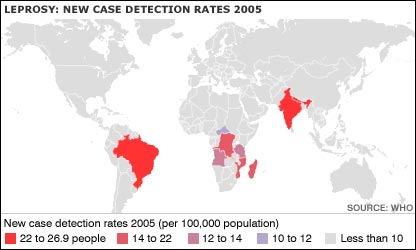 LEPROSY: NEW CASE DETECTION RATES 2005
SOURCE: WHO
New case detection rates 2005 (per 100,000 population)
22 to 26.9 people 14 to 22 12 to 14 10 to 12 Less than 10